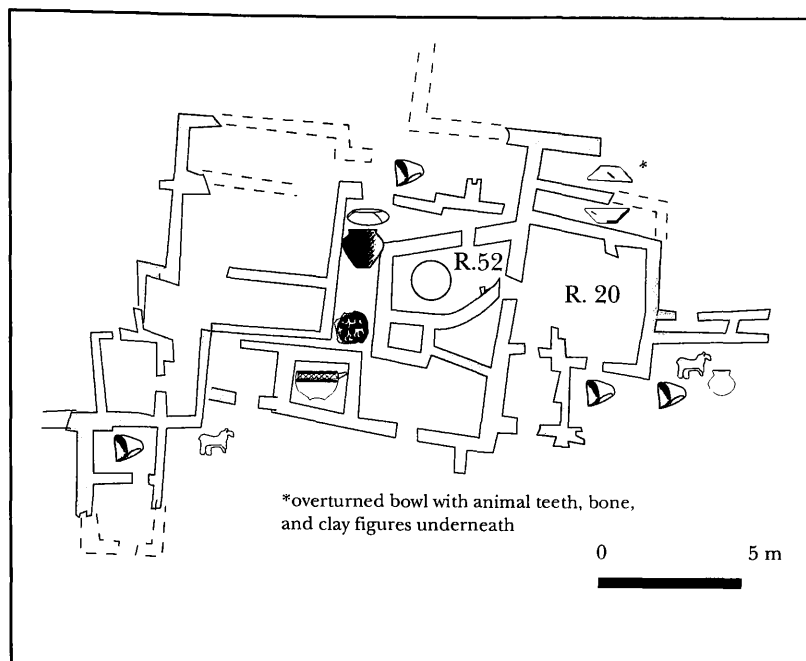 *
R.52
R. 20
*overturned bowl with animal teeth, bone,
and clay figures underneath
0 5 m